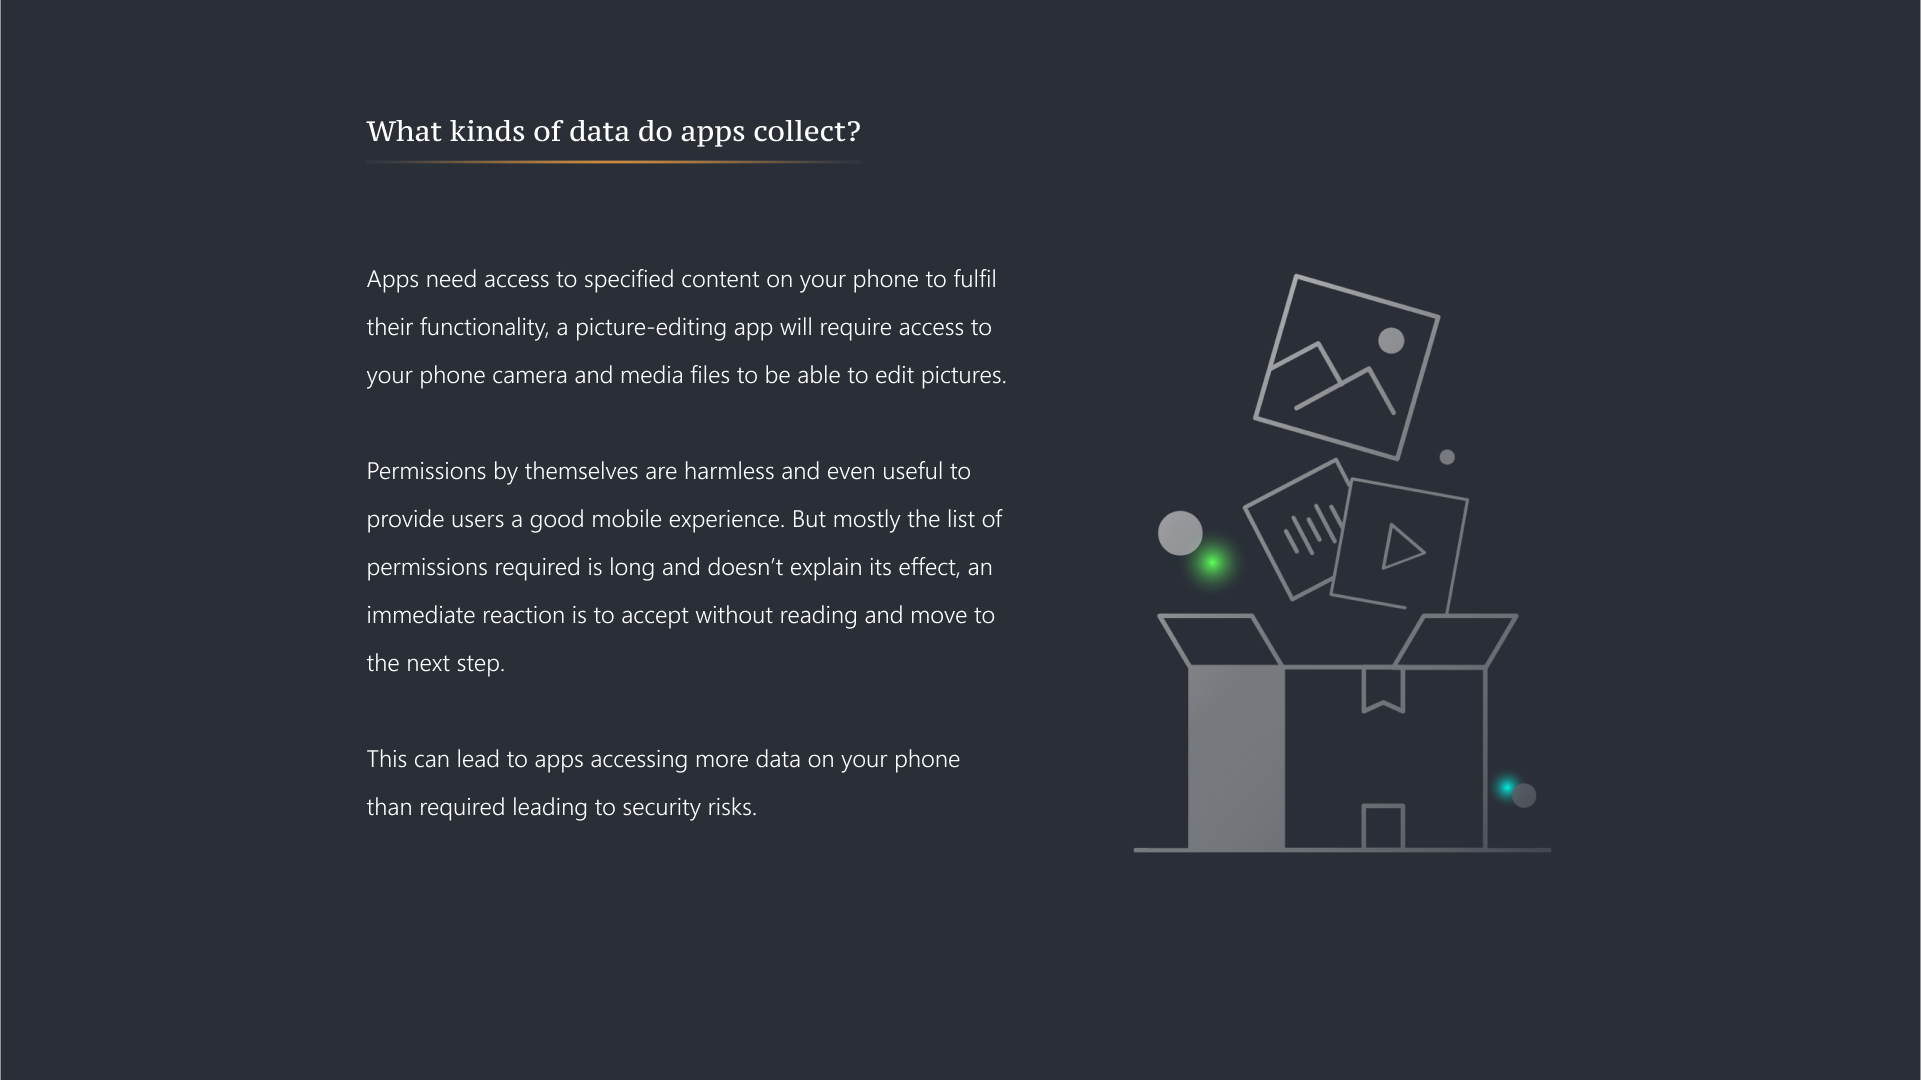 What kinds of data do apps collect?
Apps need access to specified content on your phone to fulfil
their functionality, a picture-editing app will require access to
your phone camera and media files to be able to edit pictures.
Permissions by themselves are harmless and even useful to
provide users a good mobile experience. But mostly the list of
permissions required is long and doesn’t explain its effect, an
immediate reaction is to accept without reading and move to
the next step.
This can lead to apps accessing more data on your phone
than required leading to security risks.